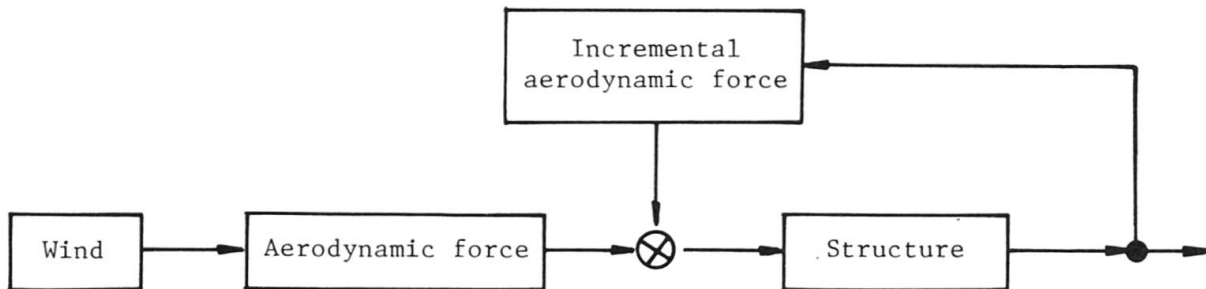 Incremental
aerodynamic force
Wind
Aerodynamic force
Structure